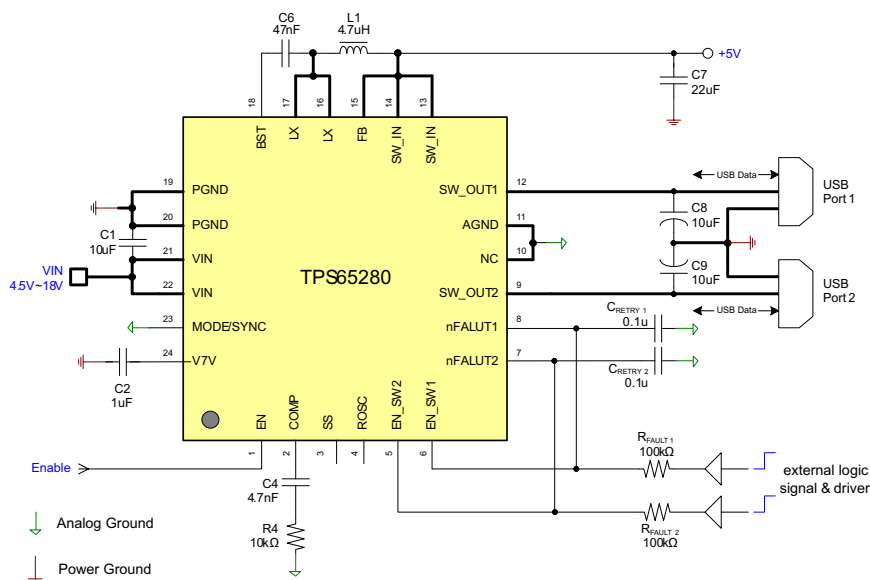 C6
47nF
L1
4.7uH
+5V
C7
22uF
18
17
16
15
14
13
BST
LX
LX
FB
SW_IN
SW_IN
19
PGND
SW_OUT1
12
USB Data
USB
Port 1
20
PGND
AGND
11
C8
10uF
C1
10uF
21
VIN
NC
10
VIN
4.5V~18V
TPS65280
C9
10uF
22
VIN
SW_OUT2
9
USB
Port 2
USB Data
23
MODE/SYNC
nFALUT1
8
CRETRY 1
0.1u
24
V7V
nFALUT2
7
CRETRY 2
0.1u
C2
1uF
EN
COMP
SS
ROSC
EN_SW2
EN_SW1
1
2
3
4
5
6
Enable
C4
4.7nF
RFAULT 1
100kΩ
external logic
signal & driver
R4
10kΩ
RFAULT 2
100kΩ
Analog Ground
Power Ground